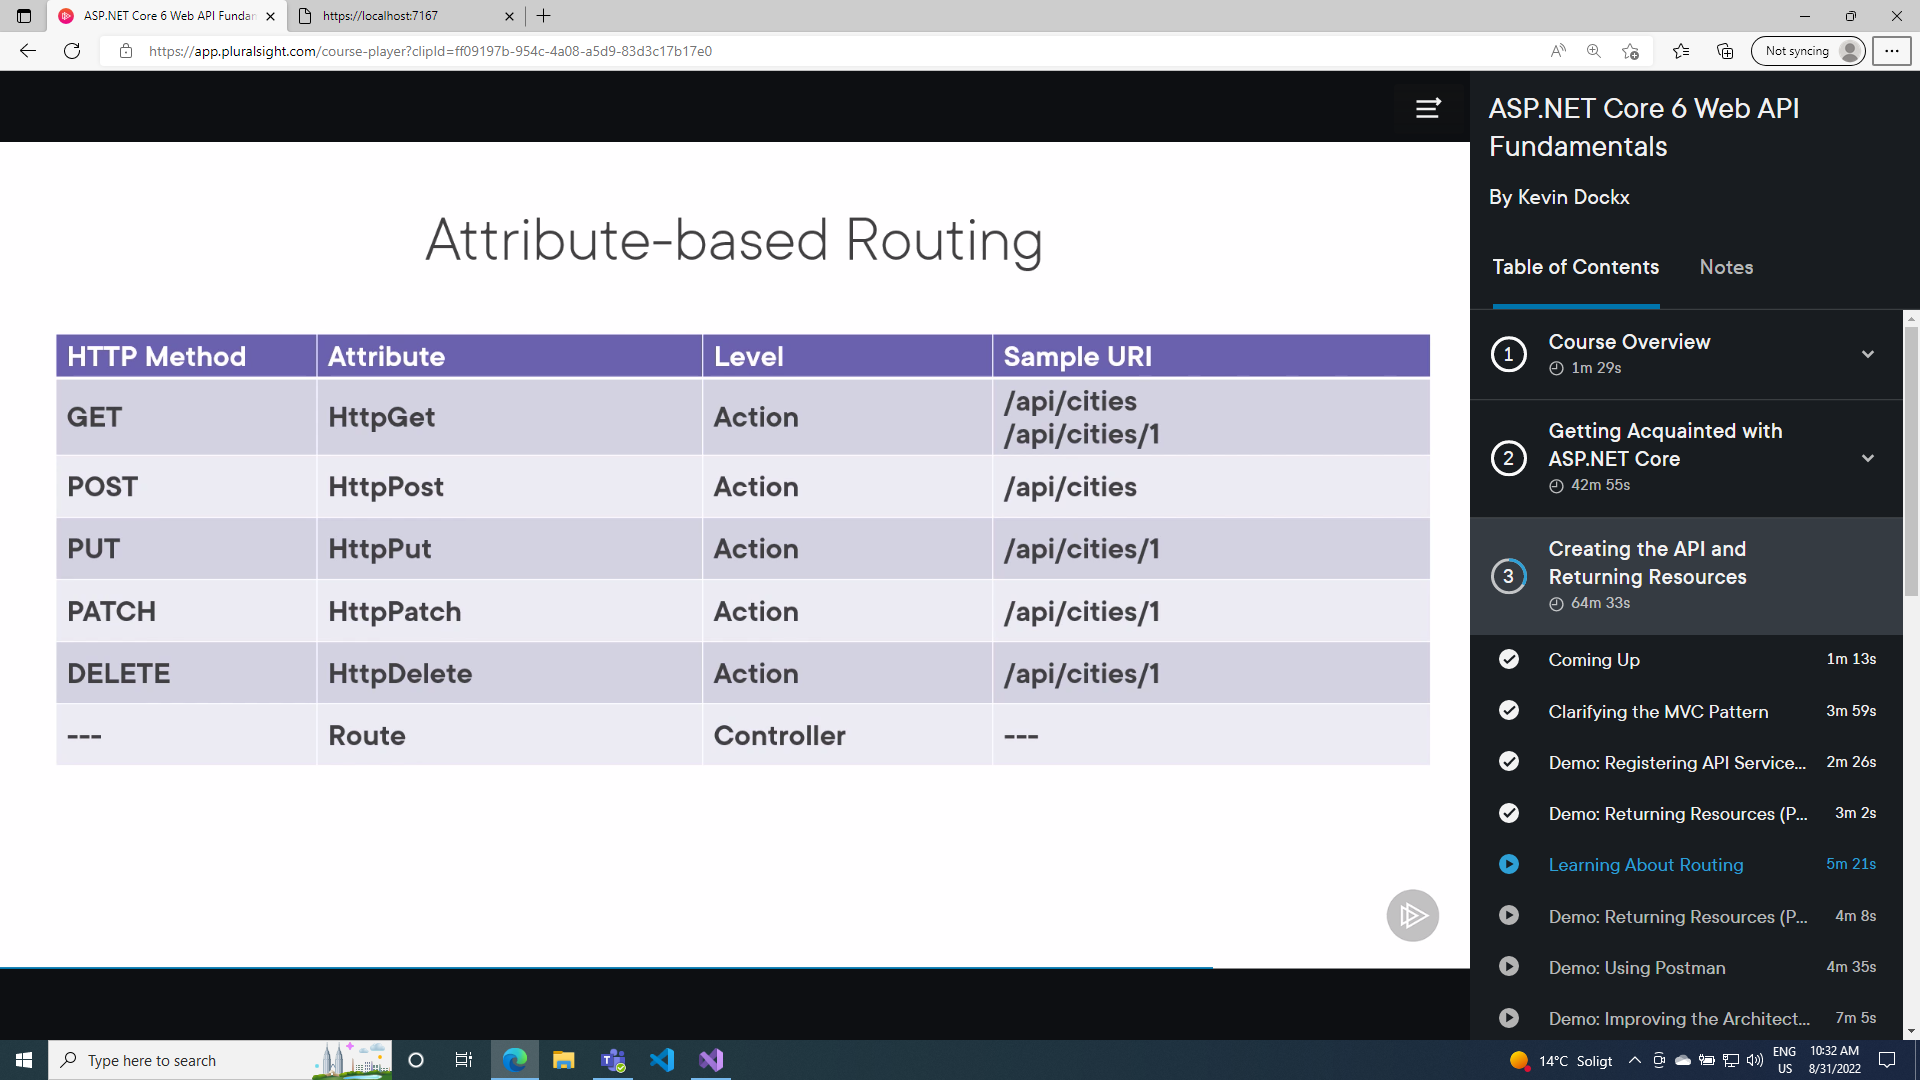 ASP.NET Core 6 Web API Fundan
https://localhost:7167
https://app.pluralsight.com/course-player?clipId=ff09197b-954c-4a08-a5d9-83d3c17b17e0
Not syncing
Attribute-based Routing
HTTP Method Attribute Level Sample URI
GET HttpGet Action /api/cities
/api/cities/1
POST HttpPost Action /api/cities
PUT HttpPut Action /api/cities/1
PATCH HttpPatch Action /api/cities/1
DELETE HttpDelete Action /api/cities/1
--- Route Controller ---
ASP.NET Core 6 Web API
Fundamentals
By Kevin Dockx
Table of Contents Notes
1 Course Overview
1m 29s
2 Getting Acquainted with
ASP.NET Core
42m 55s
3 Creating the API and
Returning Resources
64m 33s
Coming Up 1m 13s
Clarifying the MVC Pattern 3m 59s
Demo: Registering API Service... 2m 26s
Demo: Returning Resources (P... 3m 2s
Learning About Routing 5m 21s
Demo: Returning Resources (P... 4m 8s
Demo: Using Postman 4m 35s
Demo: Improving the Architect... 7m 5s
Type here to search
14°C Soligt
ENG
US
10:32 AM
8/31/2022